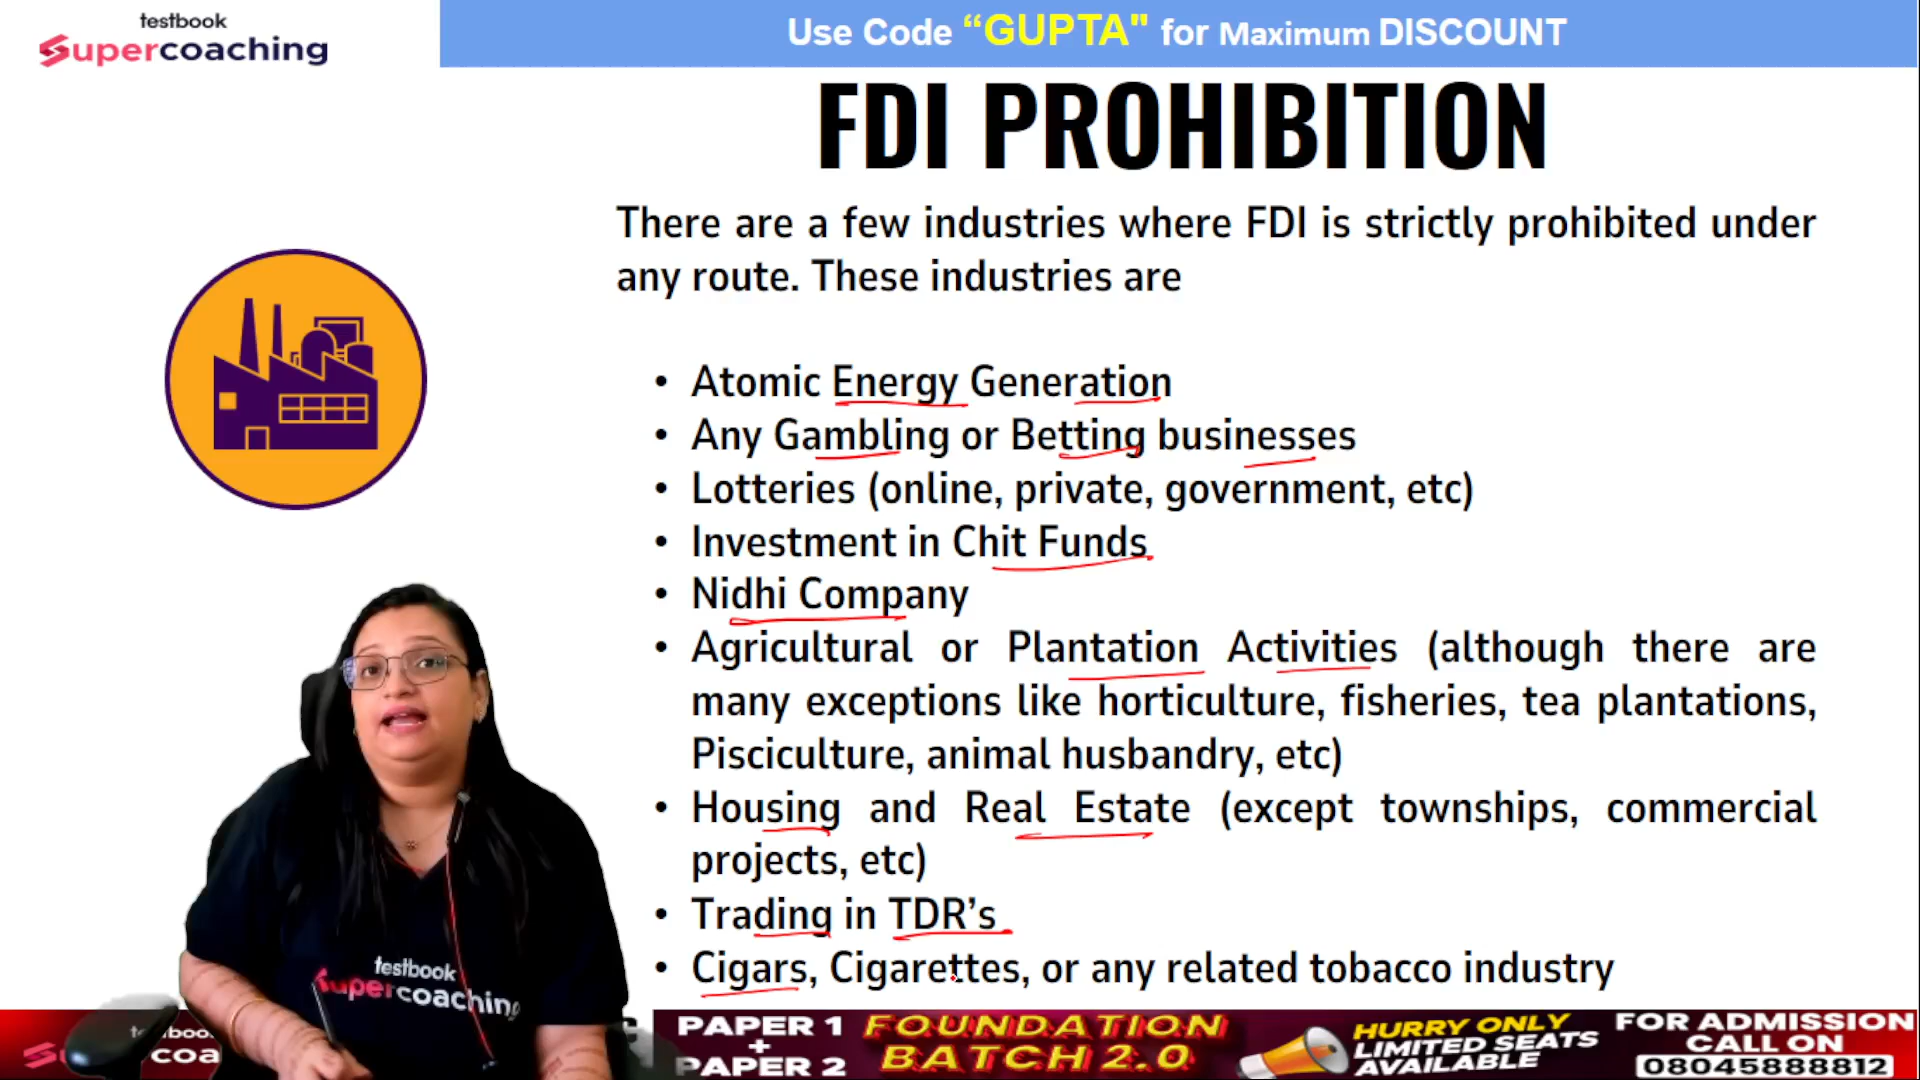 testbook
Supercoaching
Use Code “GUPTA" for Maximum DISCOUNT
FDI PROHIBITION
There are a few industries where FDI is strictly prohibited under
any route. These industries are
• Atomic Energy Generation
• Any Gambling or Betting businesses
• Lotteries (online, private, government, etc)
• Investment in Chit Funds
• Nidhi Company
• Agricultural or Plantation Activities (although there are
many exceptions like horticulture, fisheries, tea plantations,
Pisciculture, animal husbandry, etc)
• Housing and Real Estate (except townships, commercial
projects, etc)
• Trading in TDR's
• Cigars, Cigarettes, or any related tobacco industry
testbook
Supercoaching
PAPER 1
+
PAPER 2
FOUNDATION
BATCH 2.0
HURRY ONLY
LIMITED SEATS
AVAILABLE
FOR ADMISSION
CALL ON
08045888812